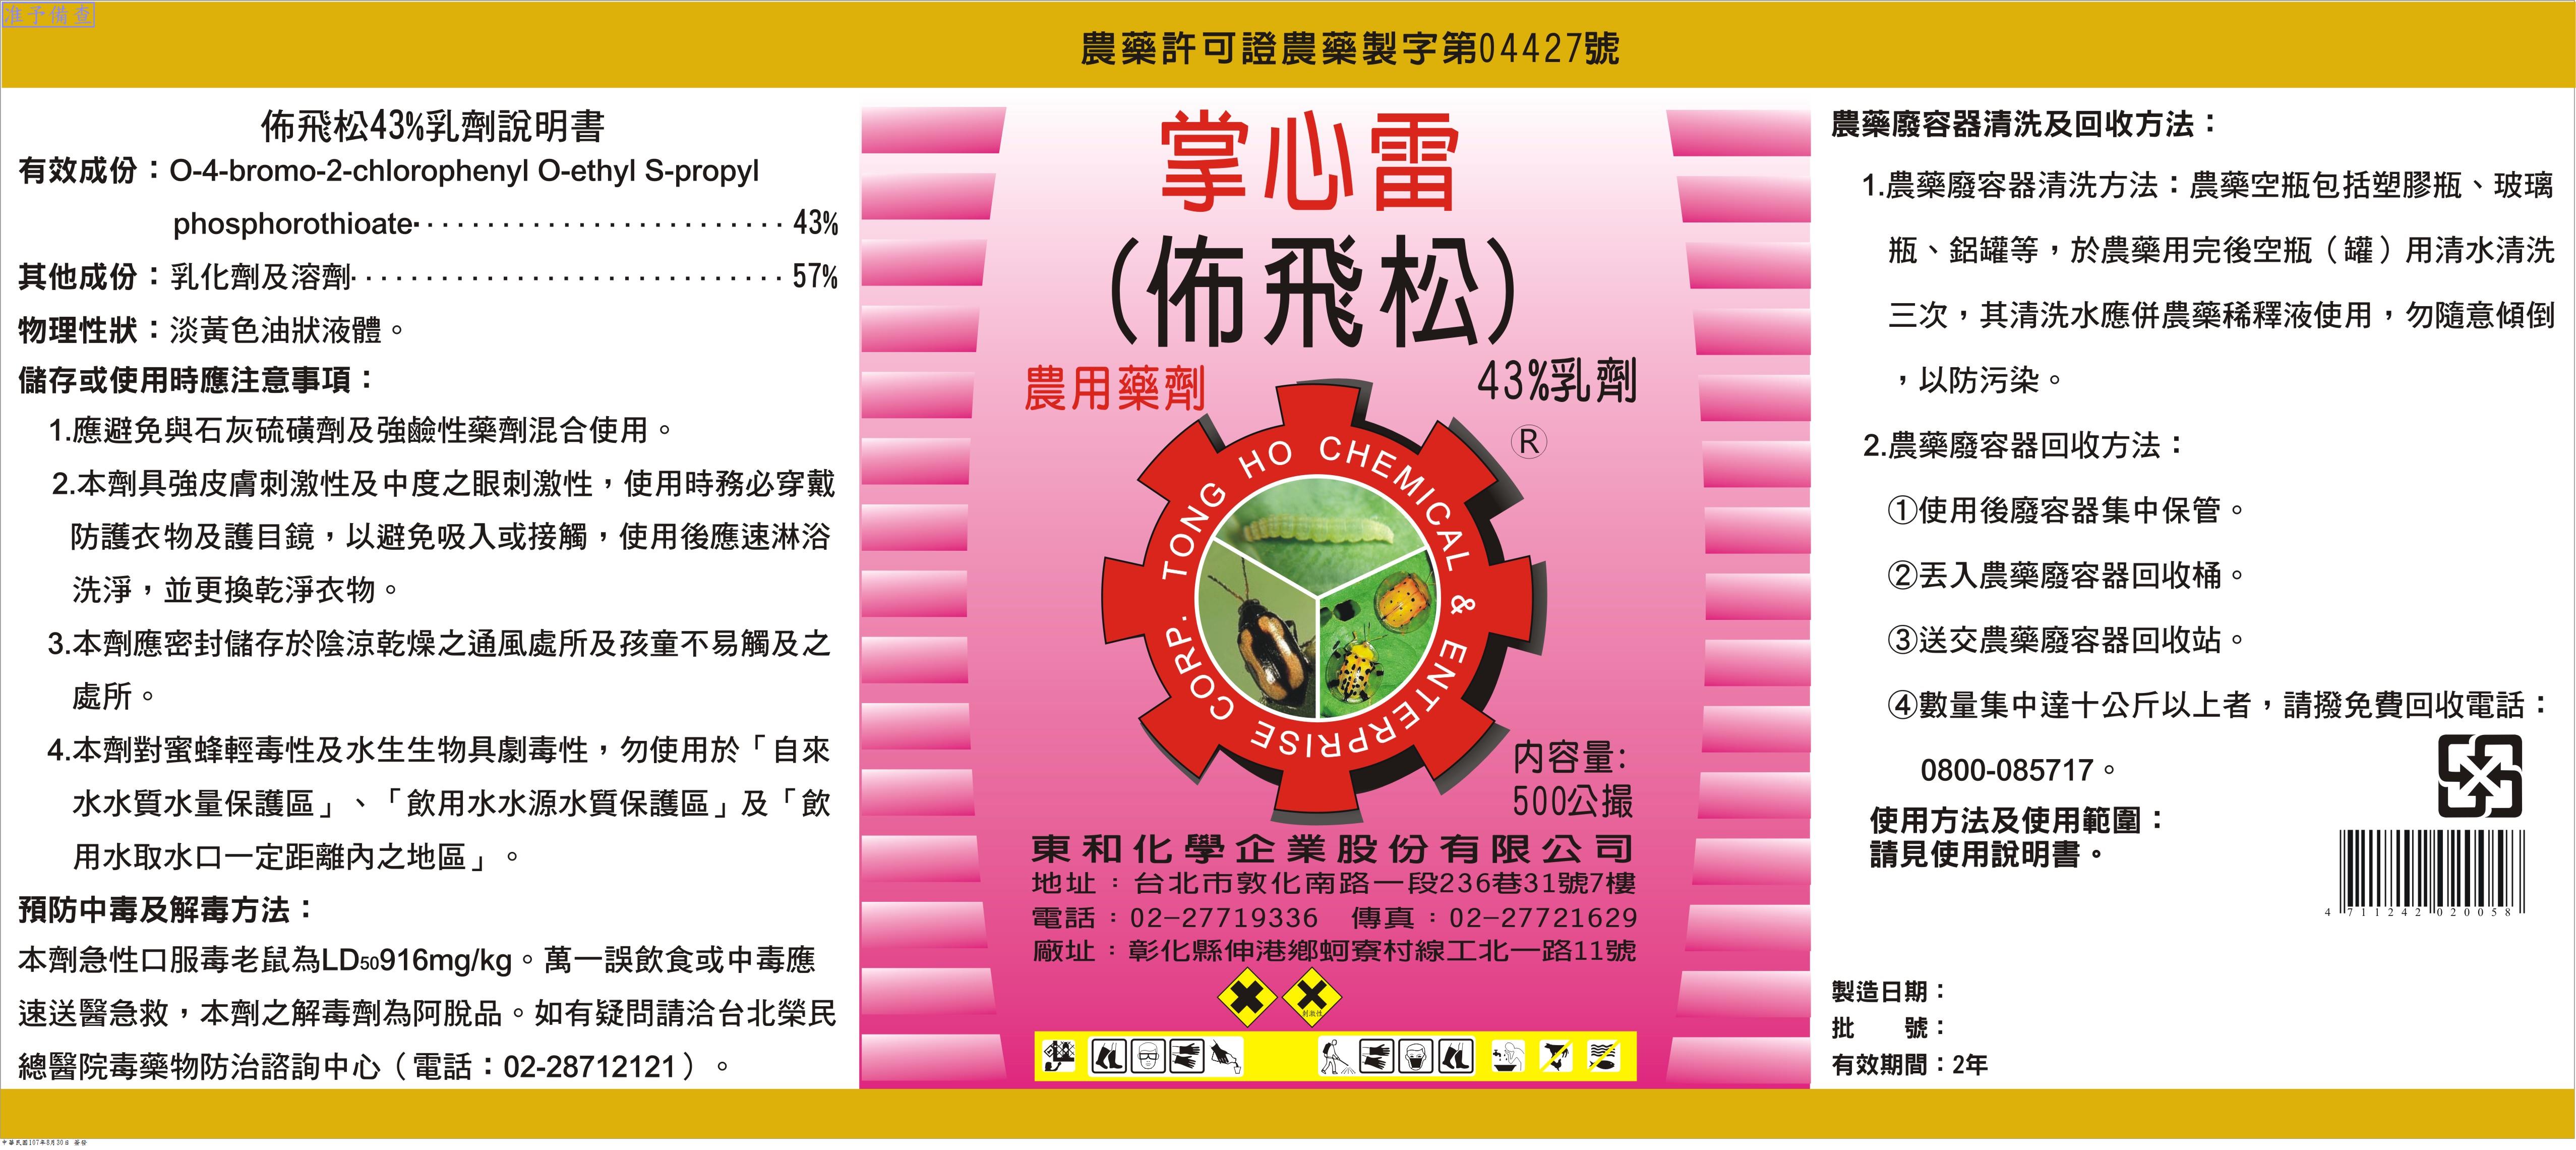 准予備查
農藥許可證農藥製字第04427號
佈飛松43%乳劑說明書
有效成份：O-4-bromo-2-chlorophenyl O-ethyl S-propyl
phosphorothioate························43%
其他成份：乳化劑及溶劑····························57%
物理性狀：淡黃色油狀液體。
儲存或使用時應注意事項：
1.應避免與石灰硫磺劑及強鹼性藥劑混合使用。
2.本劑具強皮膚刺激性及中度之眼刺激性，使用時務必穿戴
防護衣物及護目鏡，以避免吸入或接觸，使用後應速淋浴
洗淨，並更換乾淨衣物。
3.本劑應密封儲存於陰涼乾燥之通風處所及孩童不易觸及之
處所。
4.本劑對蜜蜂輕毒性及水生生物具劇毒性，勿使用於「自來
水水質水量保護區」、「飲用水水源水質保護區」及「飲
用水取水口一定距離內之地區」。
預防中毒及解毒方法：
本劑急性口服毒老鼠為LD50916mg/kg。萬一誤飲食或中毒應
速送醫急救，本劑之解毒劑為阿脫品。如有疑問請洽台北榮民
總醫院毒藥物防治諮詢中心（電話：02-28712121）。
掌心雷
(佈飛松)
農用藥劑
43%乳劑
®
TONG HO CHEMICAL & ENTERPRISE CORP.
內容量:
500公撮
東和化學企業股份有限公司
地址：台北市敦化南路一段236巷31號7樓
電話：02-27719336 傳真：02-27721629
廠址：彰化縣伸港鄉蚵寮村線工北一路11號
刺激性
農藥廢容器清洗及回收方法：
1.農藥廢容器清洗方法：農藥空瓶包括塑膠瓶、玻璃
瓶、鋁罐等，於農藥用完後空瓶（罐）用清水清洗
三次，其清洗水應併農藥稀釋液使用，勿隨意傾倒
，以防污染。
2.農藥廢容器回收方法：
①使用後廢容器集中保管。
②丟入農藥廢容器回收桶。
③送交農藥廢容器回收站。
④數量集中達十公斤以上者，請撥免費回收電話：
0800-085717。
使用方法及使用範圍：
請見使用說明書。
4 711242 020058
製造日期：
批 號：
有效期間：2年
中華民國107年8月30日 簽發